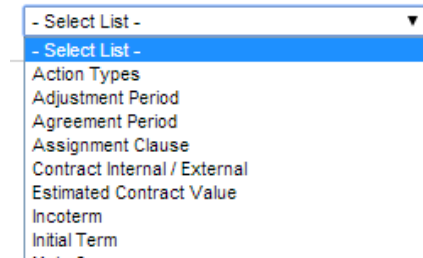 - Select List -
- Select List -
Action Types
Adjustment Period
Agreement Period
Assignment Clause
Contract Internal / External
Estimated Contract Value
Incoterm
Initial Term